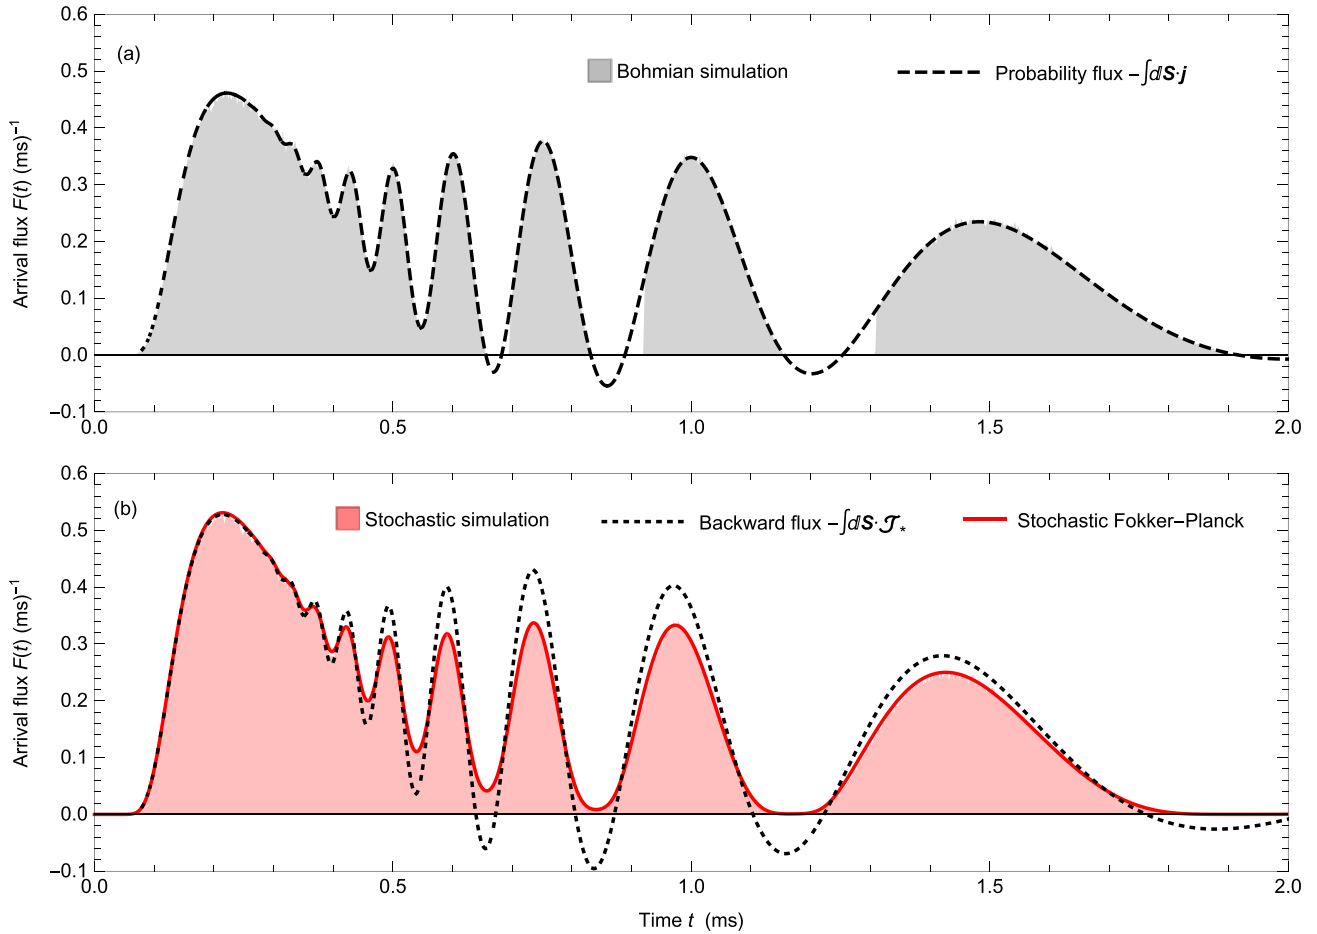 0.6
(a)
Bohmian simulation
Probability flux −∫dS·j
0.5
0.4
0.3
0.2
0.1
0.0
−0.1
Arrival flux F(t) (ms)⁻¹
0.0 0.5 1.0 1.5 2.0
0.6
(b)
Stochastic simulation
Backward flux −∫dS·𝒥*
Stochastic Fokker−Planck
0.5
0.4
0.3
0.2
0.1
0.0
−0.1
Arrival flux F(t) (ms)⁻¹
0.0 0.5 1.0 1.5 2.0
Time t (ms)